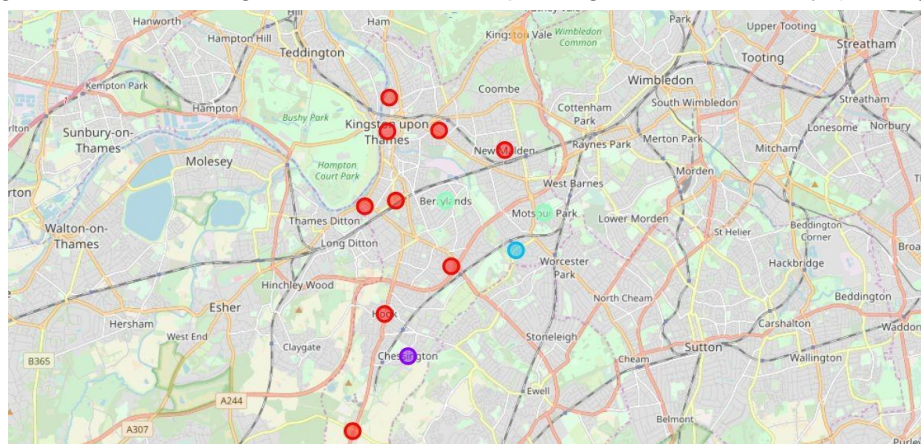 Hanworth
Hampton Hill
Teddington
Ham
Kingston Vale
Wimbledon
Common
Park
Upper Tooting
Tooting
Streatham
Kempton Park
Hampton
Bushy Park
Coombe
Wimbledon
Cottenham
Park
South Wimbledon
Streatham
Sunbury-on-
Thames
Kingston upon
Thames
New Malden
Raynes Park
Merton Park
Mitcham
Lonesome
Norbury
Molesey
Hampton
Court Park
Morden
West Barnes
Walton-on-
Thames
Thames Ditton
Berrylands
Motspur Park
Lower Morden
St Helier
Beddington
Corner
Long Ditton
Worcester
Park
Hackbridge
Hinchley Wood
Esher
North Cheam
Beddington
Hersham
West End
Hook
Stoneleigh
Carshalton
Waddon
B365
Claygate
Chessington
Cheam
Sutton
Wallington
Ewell
A244
A307
Belmont